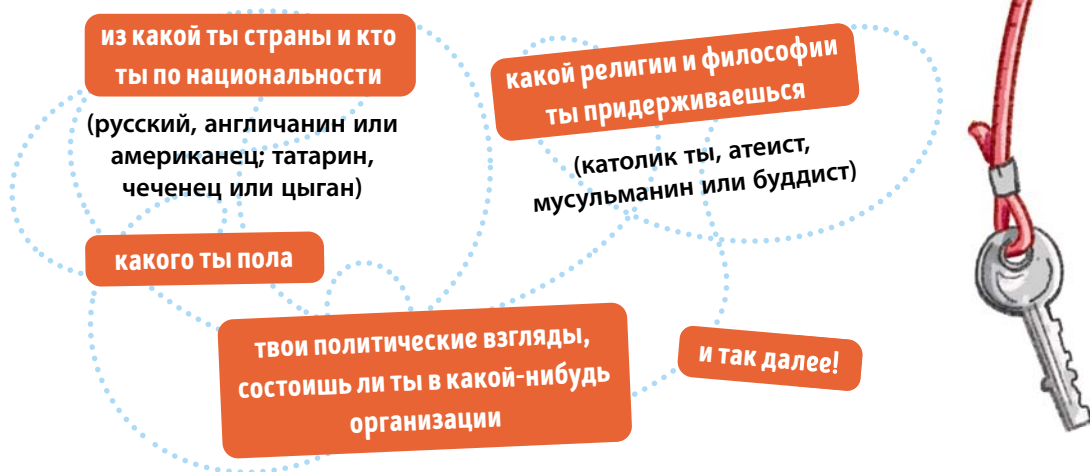 из какой ты страны и кто
ты по национальности
(русский, англичанин или
американец; татарин,
чеченец или цыган)
какой религии и философии
ты придерживаешься
(католик ты, атеист,
мусульманин или буддист)
какого ты пола
твои политические взгляды,
состоишь ли ты в какой-нибудь
организации
и так далее!